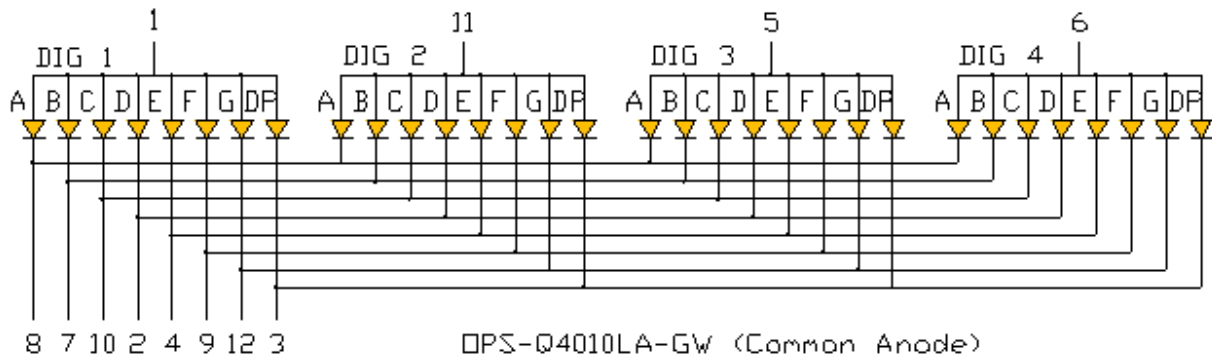 1 11 5 6
DIG 1 DIG 2 DIG 3 DIG 4
A B C D E F G DP A B C D E F G DP A B C D E F G DP A B C D E F G DP
8 7 10 2 4 9 12 3 OPS-Q4010LA-GW (Common Anode)